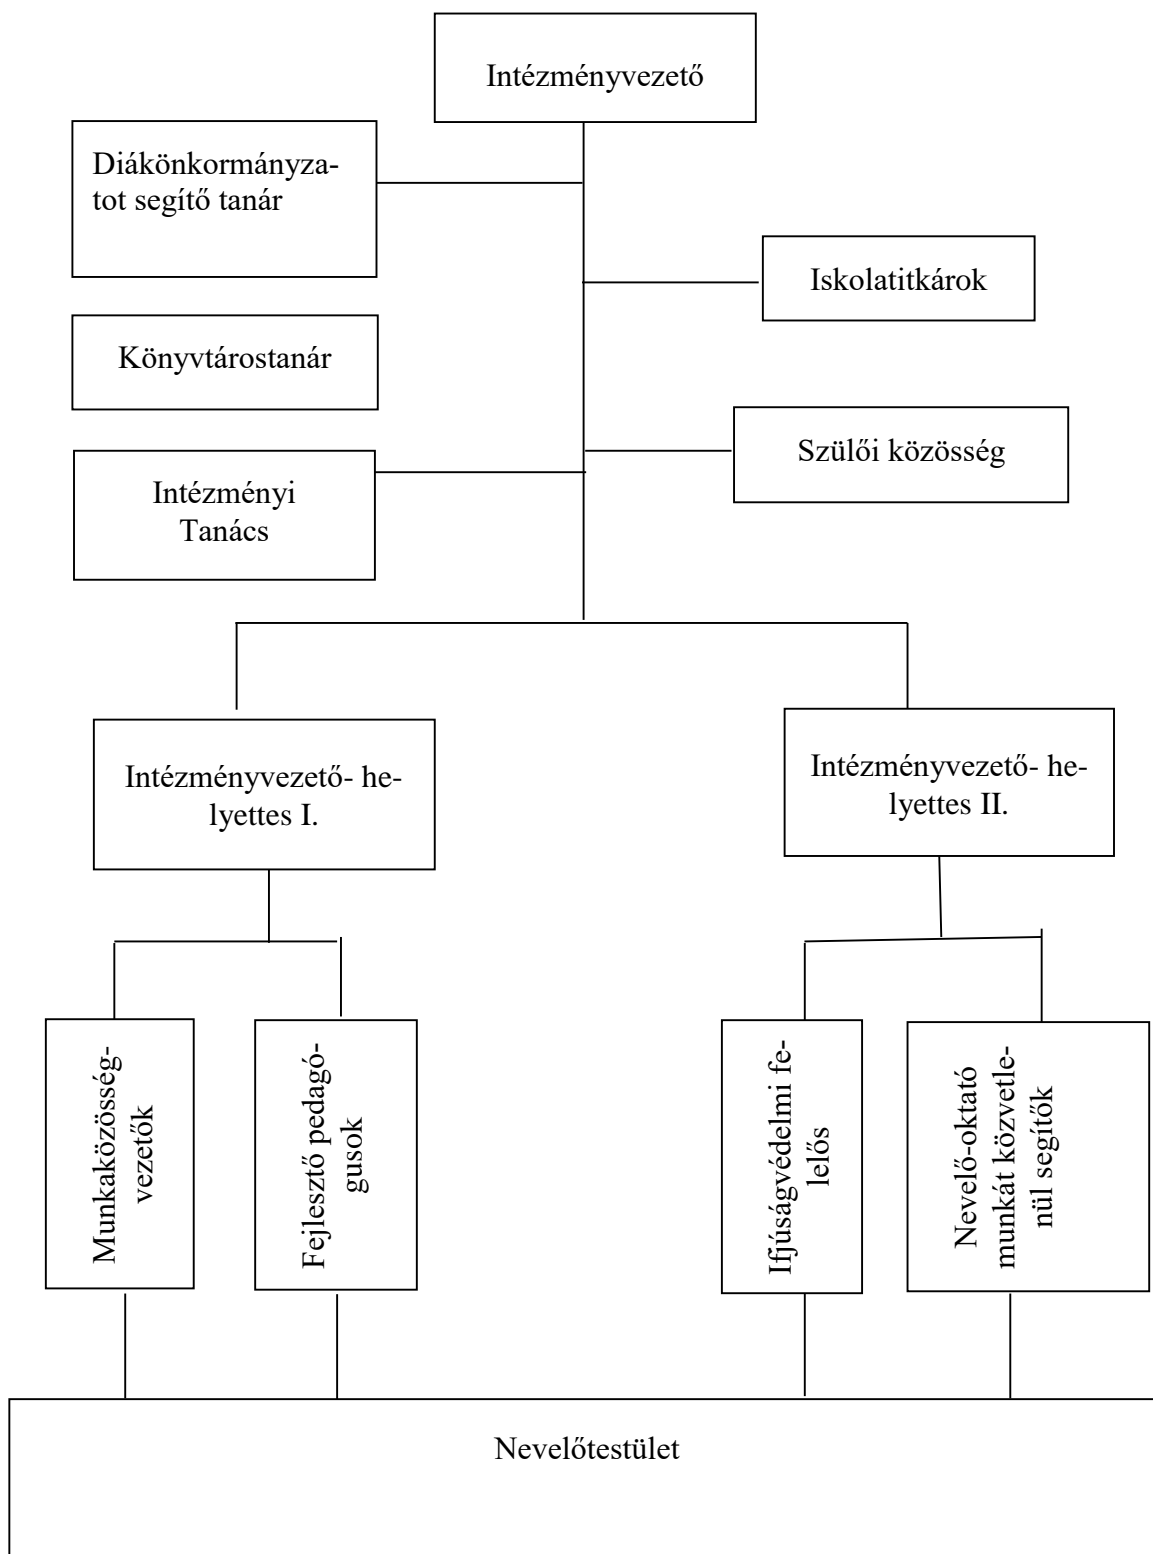 Intézményvezető
Diákönkormányza-
tot segítő tanár
Iskolatitkárok
Könyvtárostanár
Szülői közösség
Intézményi
Tanács
Intézményvezető- he-
lyettes I.
Intézményvezető- he-
lyettes II.
Munkaközösség-
vezetők
Fejlesztő pedagó-
gusok
Ifjúságvédelmi fe-
lelős
Nevelő-oktató
munkát közvetle-
nül segítők
Nevelőtestület